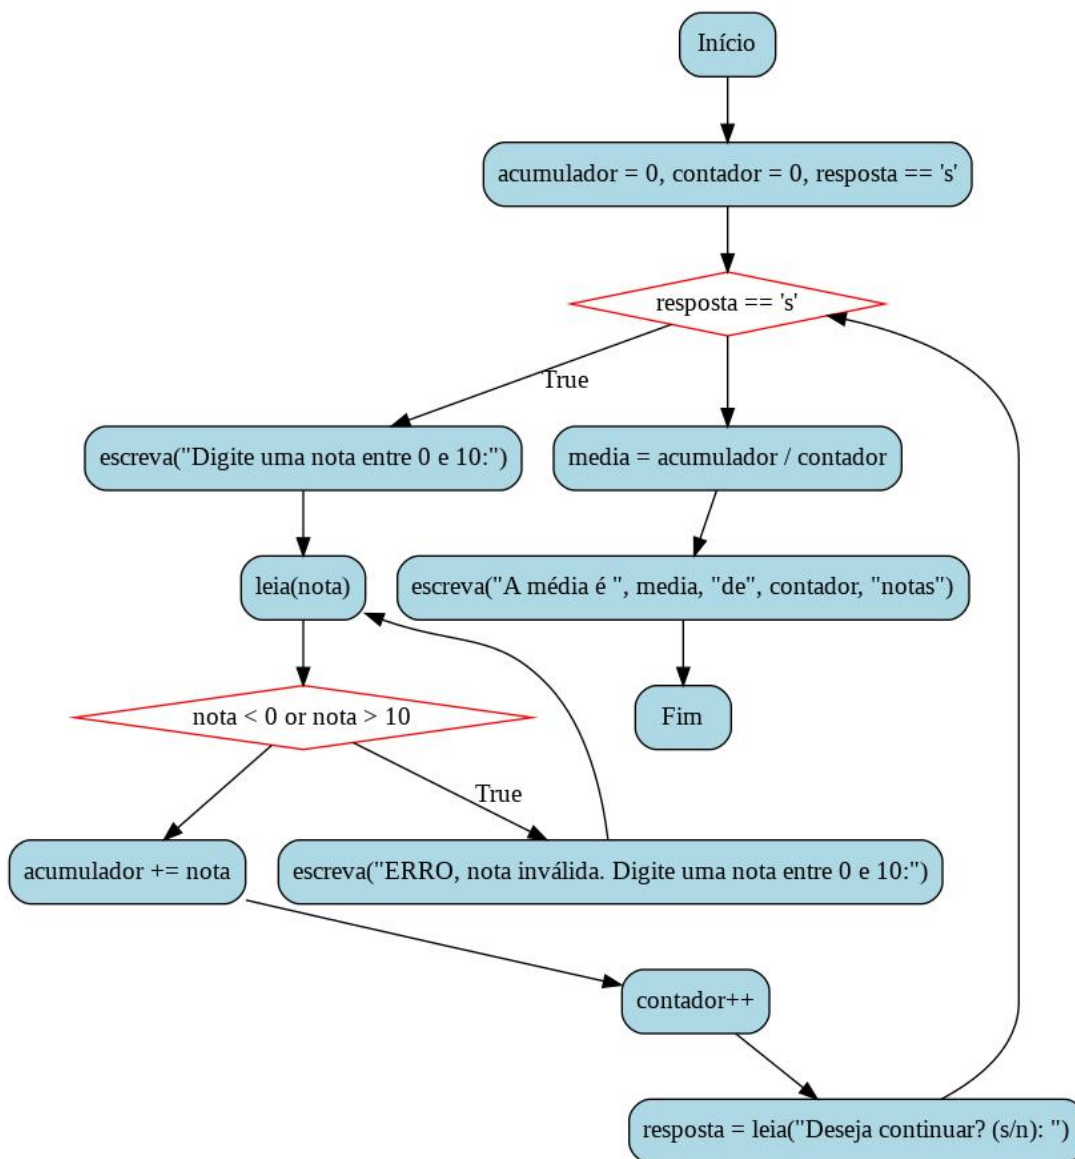 Início
acumulador = 0, contador = 0, resposta == 's'
resposta == 's'
True
escreva("Digite uma nota entre 0 e 10:")
media = acumulador / contador
leia(nota)
escreva("A média é ", media, "de", contador, "notas")
nota < 0 or nota > 10
Fim
True
acumulador += nota
escreva("ERRO, nota inválida. Digite uma nota entre 0 e 10:")
contador++
resposta = leia("Deseja continuar? (s/n): ")